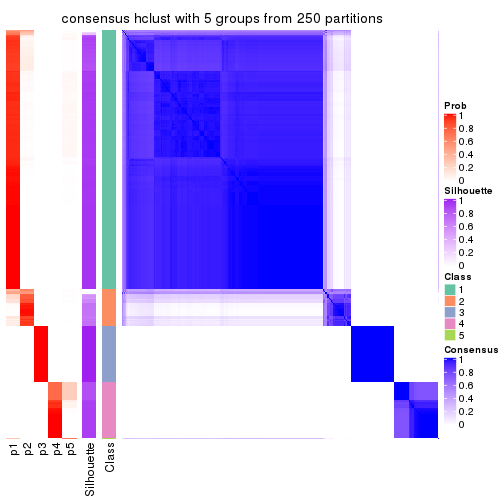 consensus hclust with 5 groups from 250 partitions
Prob
1
0.8
0.6
0.4
0.2
0
Silhouette
1
0.8
0.6
0.4
0.2
0
Class
1
2
3
4
5
Consensus
1
0.8
0.6
0.4
0.2
0
p1
p2
p3
p4
p5
Silhouette
Class